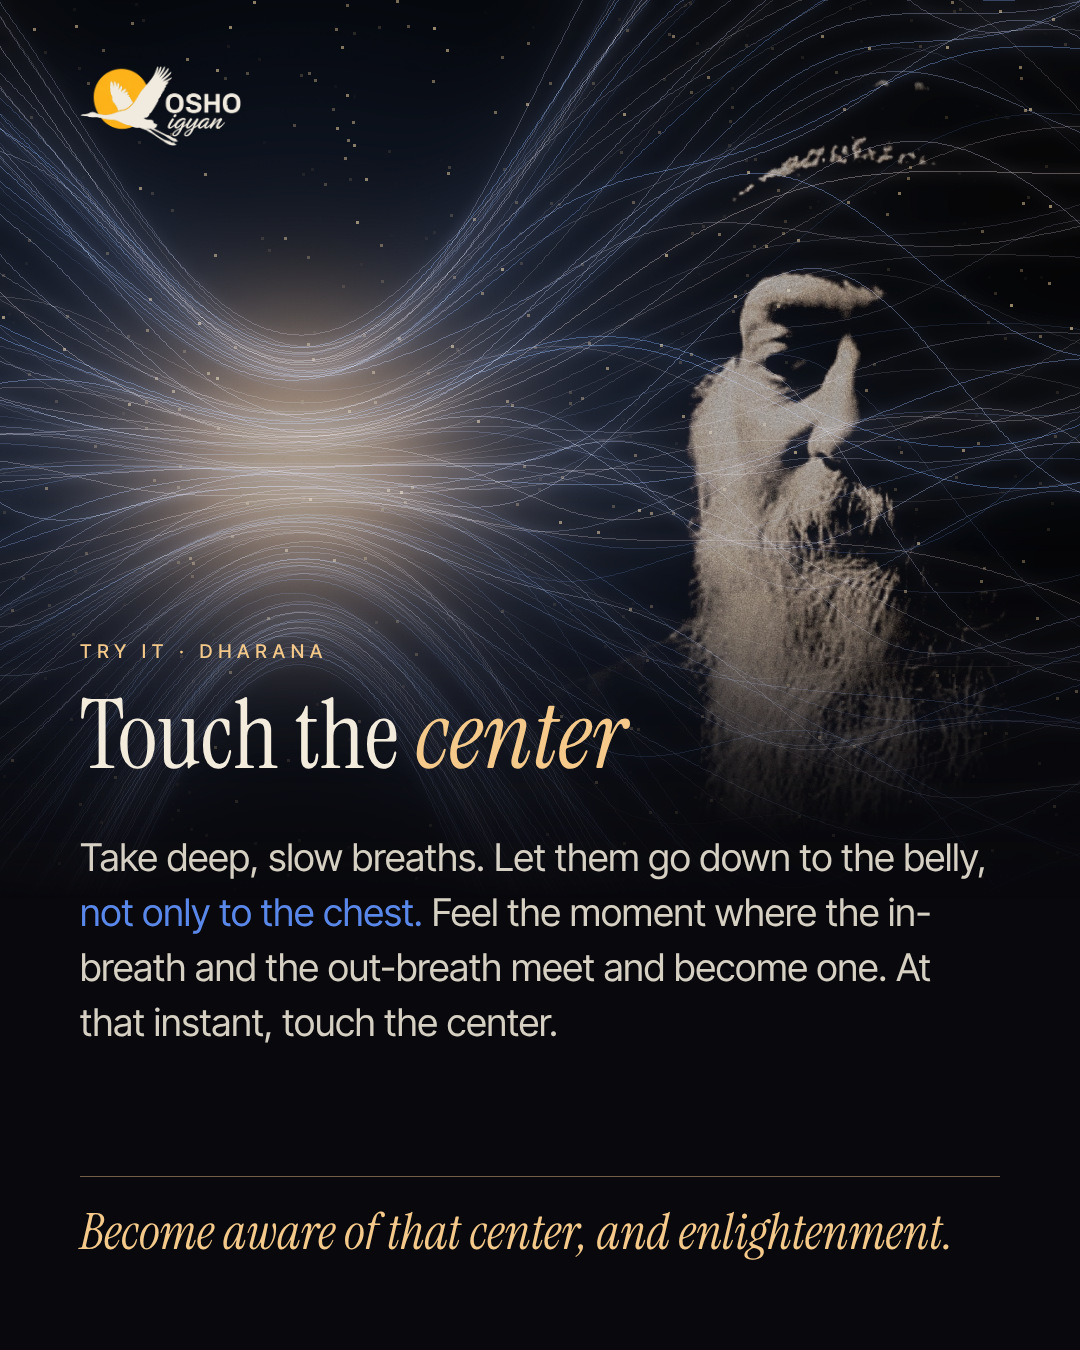 OSHO
igyan
TRY IT · DHARANA
Touch the center
Take deep, slow breaths. Let them go down to the belly,
not only to the chest. Feel the moment where the in-
breath and the out-breath meet and become one. At
that instant, touch the center.
Become aware of that center, and enlightenment.